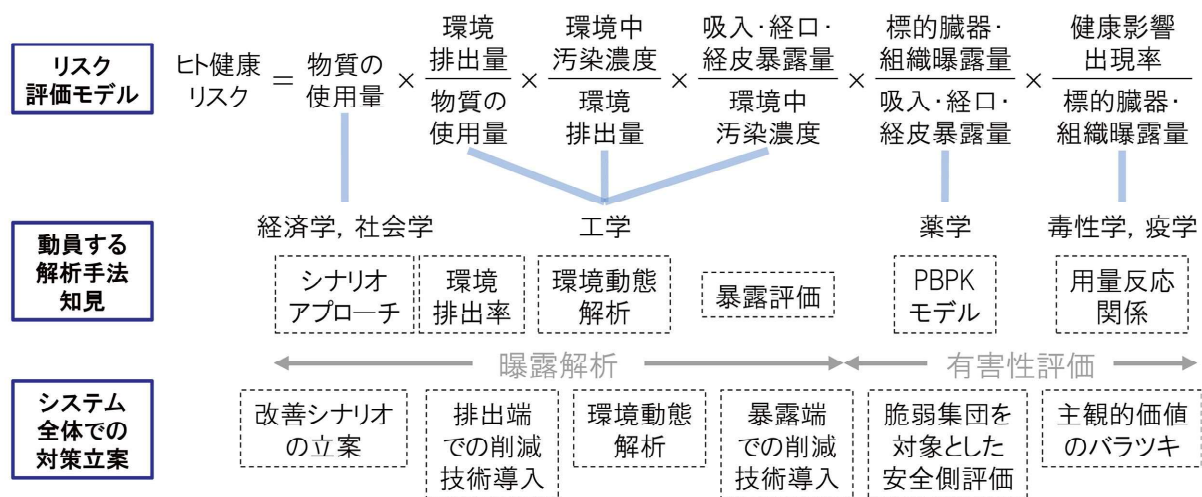 リスク
評価モデル
ヒト健康
リスク
=
物質の
使用量
×
環境
排出量
物質の
使用量
×
環境中
汚染濃度
環境
排出量
×
吸入･経口･
経皮暴露量
環境中
汚染濃度
×
標的臓器･
組織曝露量
吸入･経口･
経皮暴露量
×
健康影響
出現率
標的臓器･
組織曝露量
動員する
解析手法
知見
経済学, 社会学
工学
薬学
毒性学, 疫学
シナリオ
アプローチ
環境
排出率
環境動態
解析
暴露評価
PBPK
モデル
用量反応
関係
曝露解析
有害性評価
システム
全体での
対策立案
改善シナリオ
の立案
排出端
での削減
技術導入
環境動態
解析
暴露端
での削減
技術導入
脆弱集団を
対象とした
安全側評価
主観的価値
のバラツキ